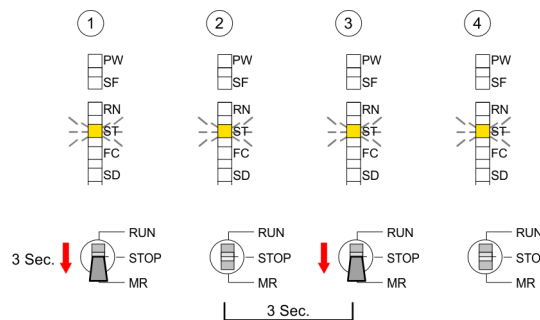 1 2 3 4
PW PW PW PW
SF SF SF SF
RN RN RN RN
ST ST ST ST
FC FC FC FC
SD SD SD SD
RUN RUN RUN RUN
3 Sec. STOP STOP STOP STO
MR MR MR MR
3 Sec.